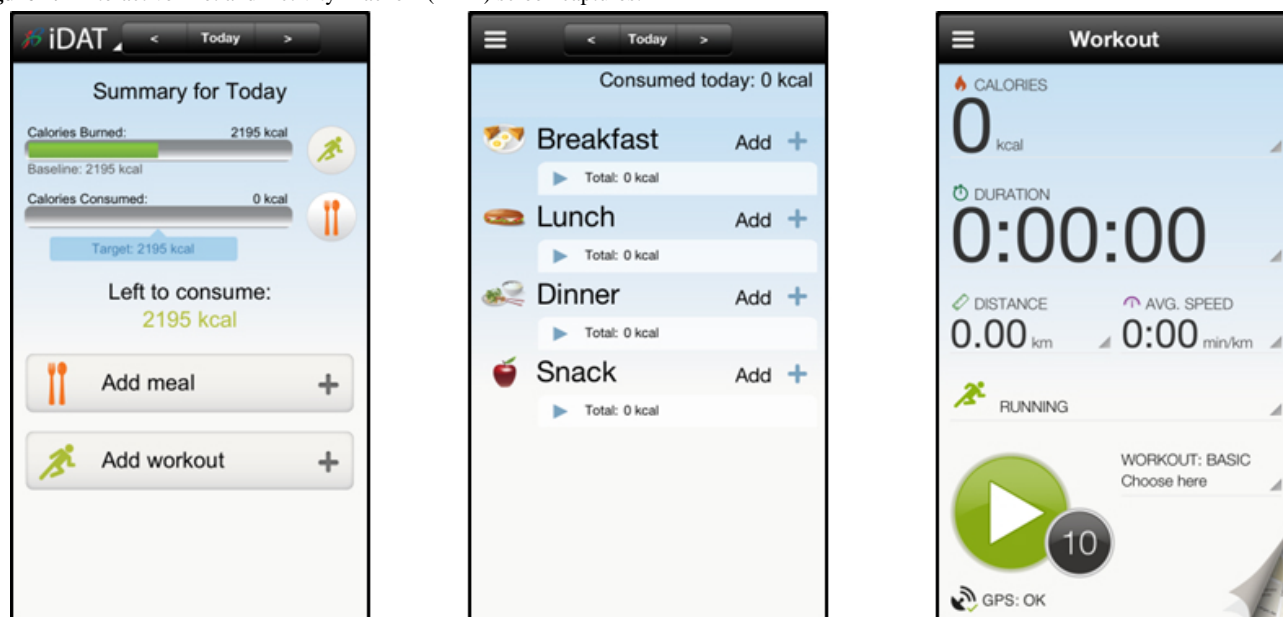 iDAT < Today >
Summary for Today
Calories Burned: 2195 kcal
Baseline: 2195 kcal
Calories Consumed: 0 kcal
Target: 2195 kcal
Left to consume:
2195 kcal
Add meal +
Add workout +
< Today >
Consumed today: 0 kcal
Breakfast Add +
Total: 0 kcal
Lunch Add +
Total: 0 kcal
Dinner Add +
Total: 0 kcal
Snack Add +
Total: 0 kcal
Workout
CALORIES
0 kcal
DURATION
0:00:00
DISTANCE AVG. SPEED
0.00 km 0:00 min/km
RUNNING
WORKOUT: BASIC
Choose here
10
GPS: OK